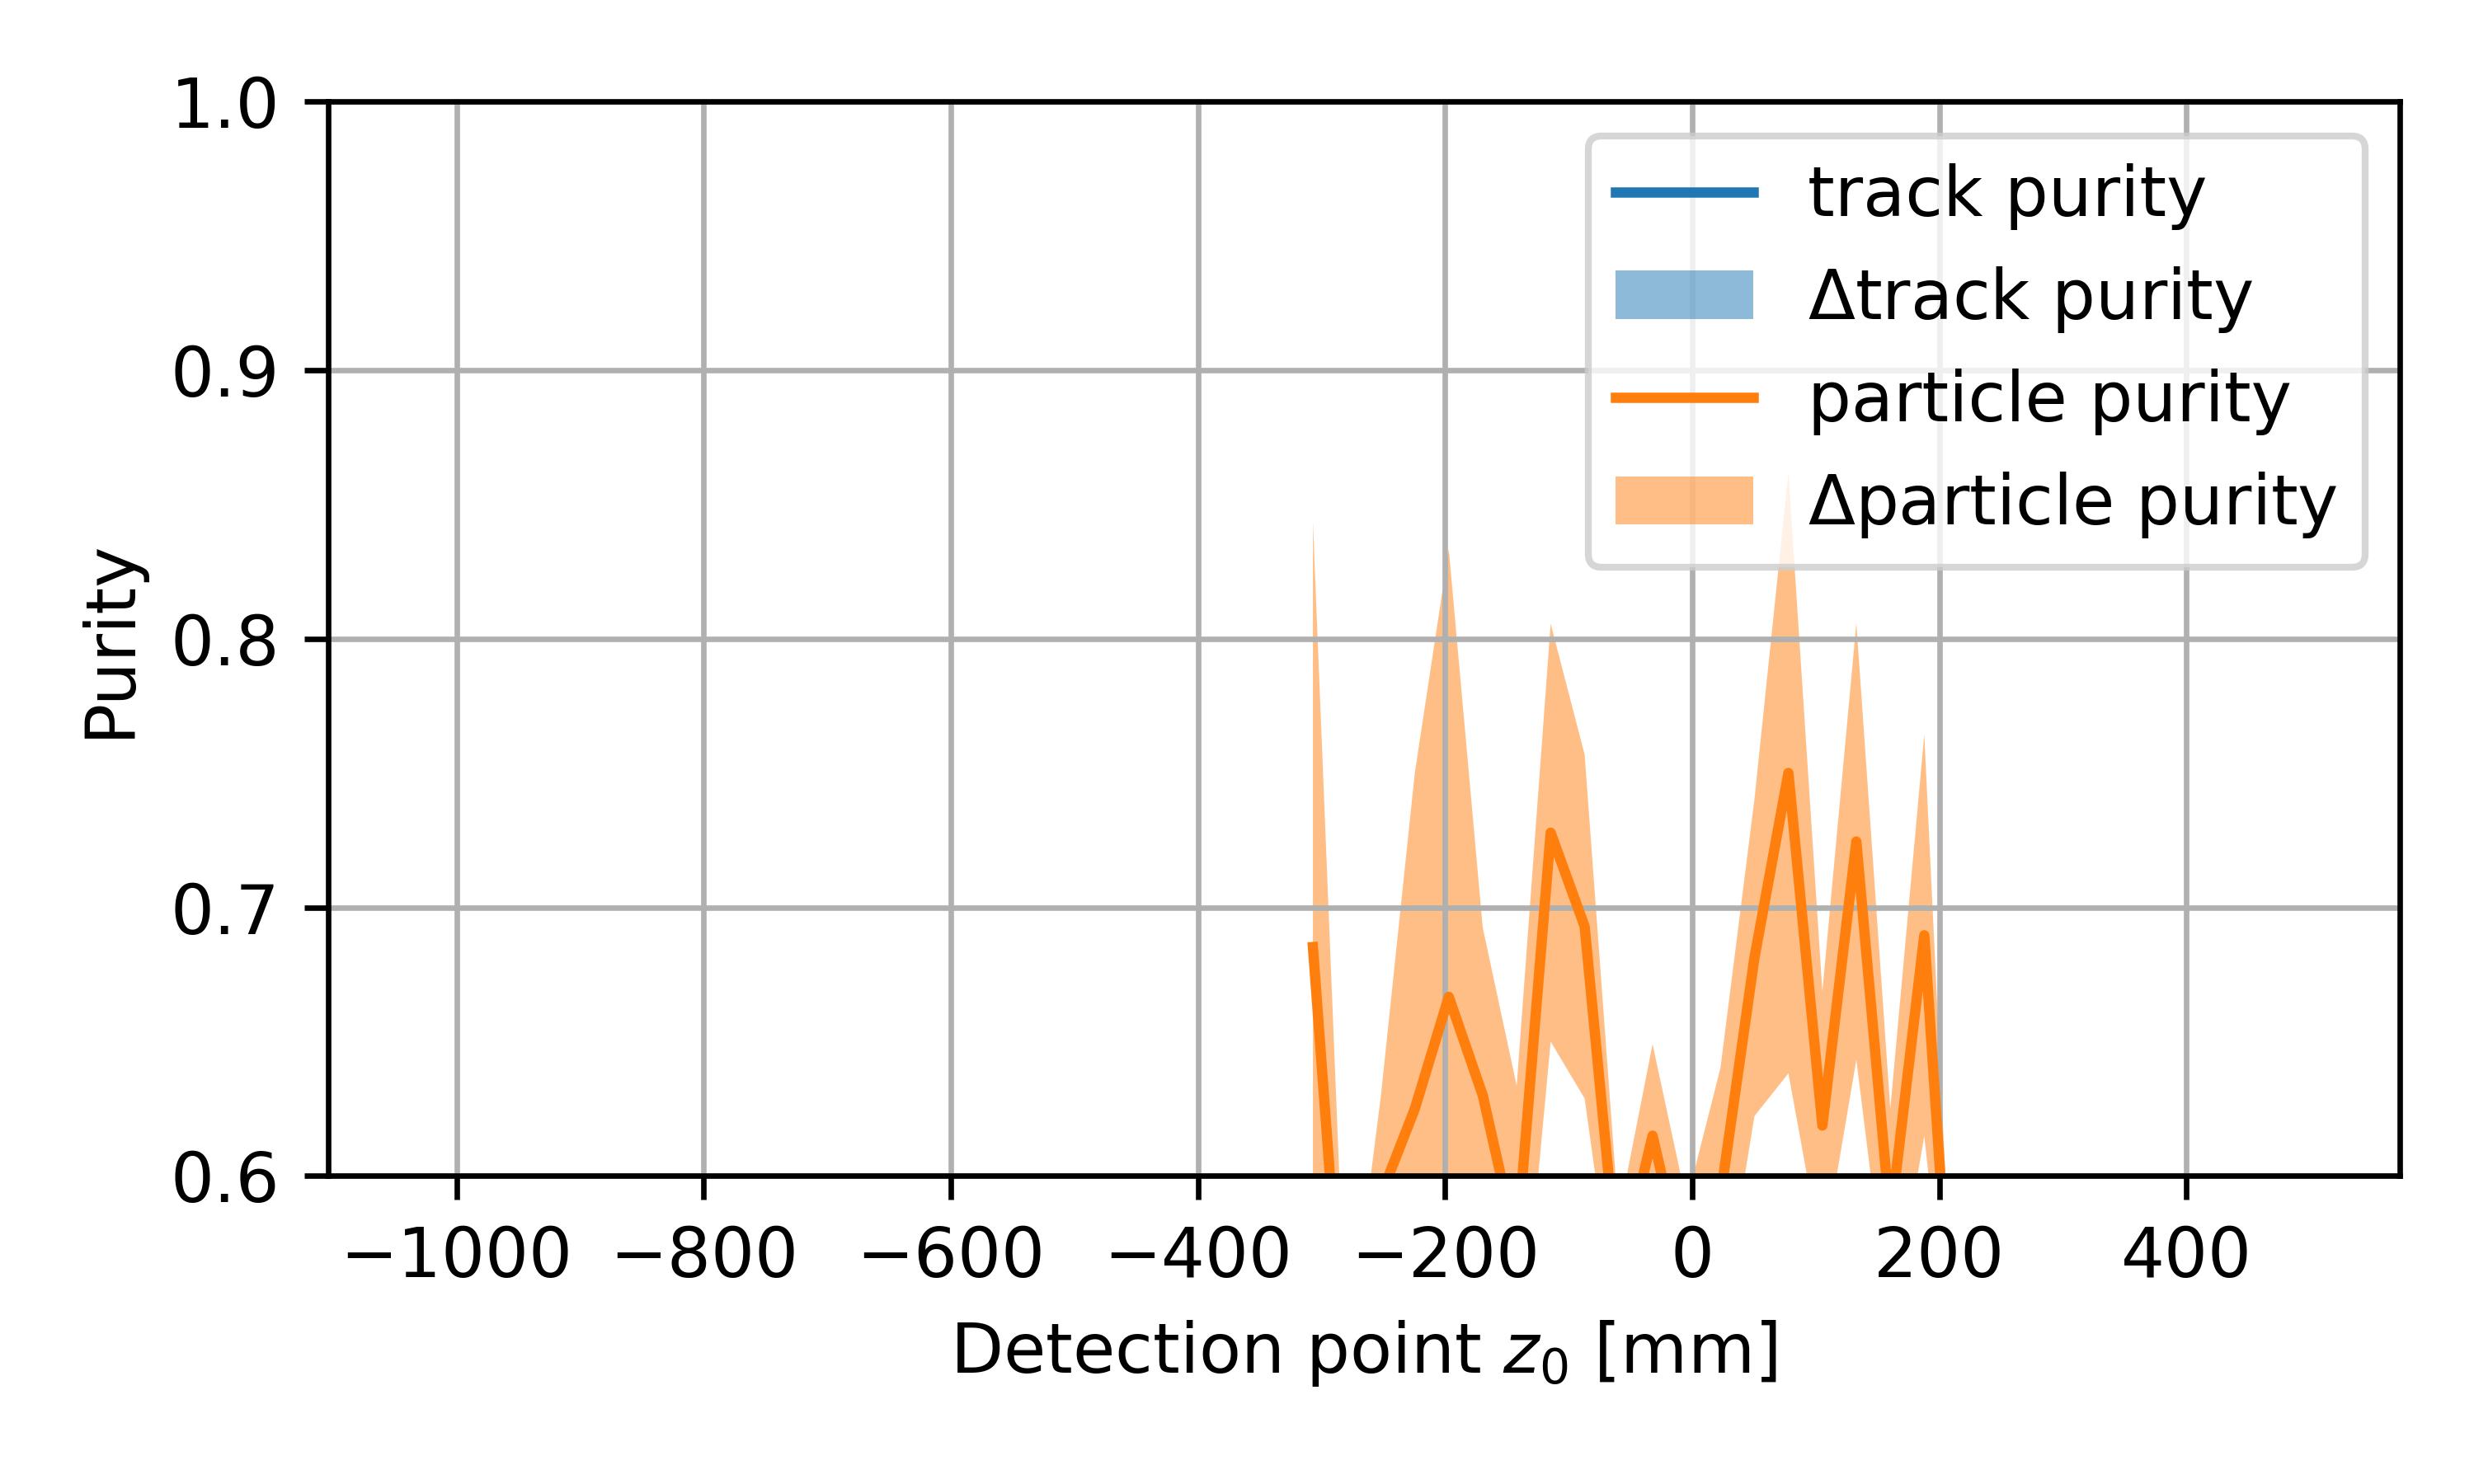 1.0
0.9
0.8
0.7
0.6
Purity
track purity
Δtrack purity
particle purity
Δparticle purity
−1000 −800 −600 −400 −200 0 200 400
Detection point z₀ [mm]